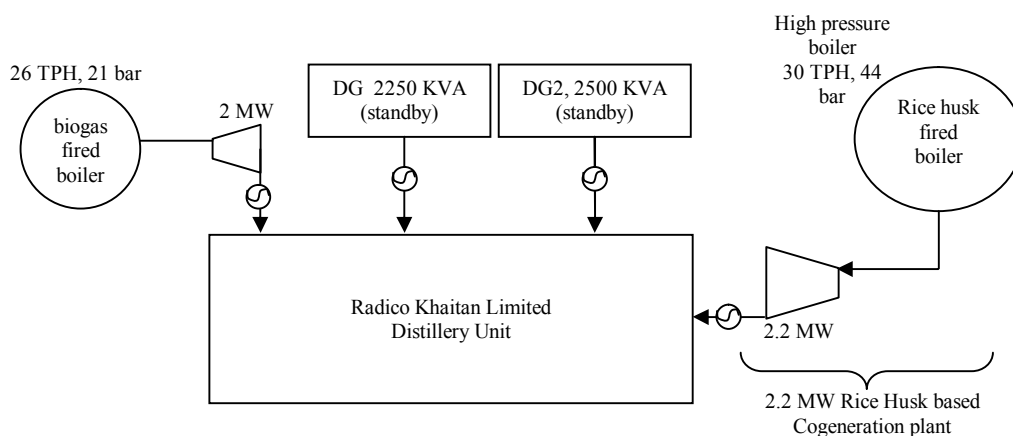 26 TPH, 21 bar
biogas
fired
boiler
2 MW
DG 2250 KVA
(standby)
DG2, 2500 KVA
(standby)
High pressure
boiler
30 TPH, 44
bar
Rice husk
fired
boiler
Radico Khaitan Limited
Distillery Unit
2.2 MW
2.2 MW Rice Husk based
Cogeneration plant